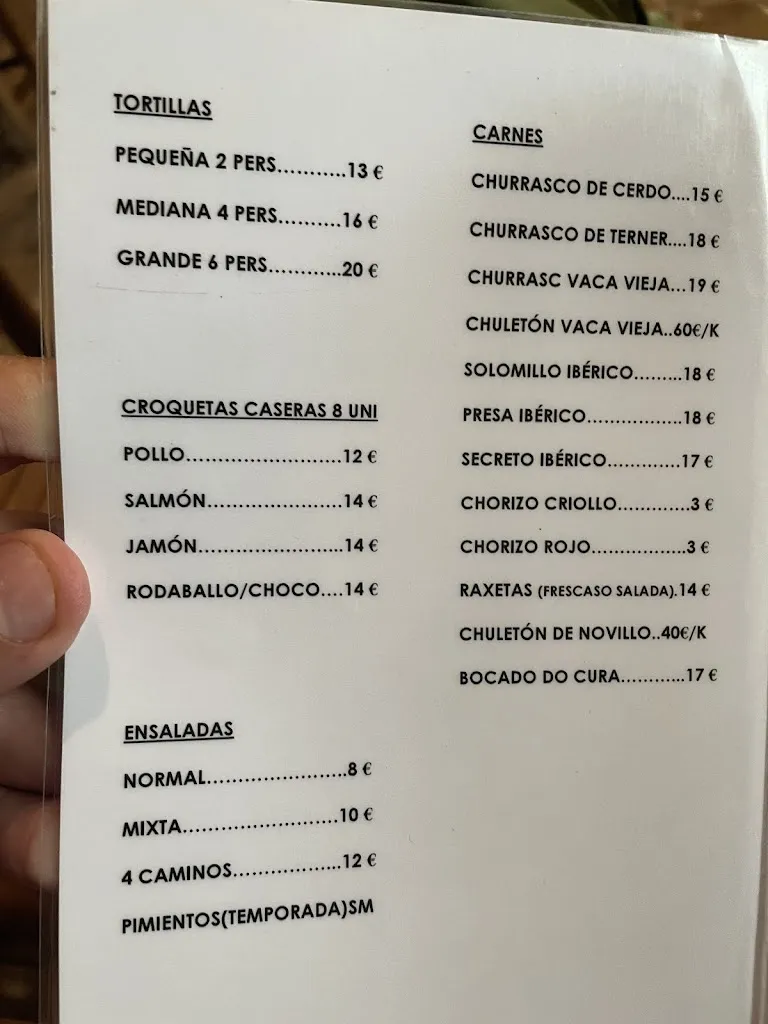 TORTILLAS
PEQUEÑA 2 PERS...........13 €
MEDIANA 4 PERS..........16 €
GRANDE 6 PERS............20 €
CROQUETAS CASERAS 8 UNI
POLLO.........................12 €
SALMÓN......................14 €
JAMÓN.......................14 €
RODABALLO/CHOCO....14 €
ENSALADAS
NORMAL......................8 €
MIXTA.........................10 €
4 CAMINOS.................12 €
PIMIENTOS(TEMPORADA)SM
CARNES
CHURRASCO DE CERDO....15 €
CHURRASCO DE TERNER....18 €
CHURRASC VACA VIEJA...19 €
CHULETÓN VACA VIEJA..60€/K
SOLOMILLO IBÉRICO.........18 €
PRESA IBÉRICO.................18 €
SECRETO IBÉRICO.............17 €
CHORIZO CRIOLLO.............3 €
CHORIZO ROJO.................3 €
RAXETAS (FRESCASO SALADA).14 €
CHULETÓN DE NOVILLO..40€/K
BOCADO DO CURA............17 €